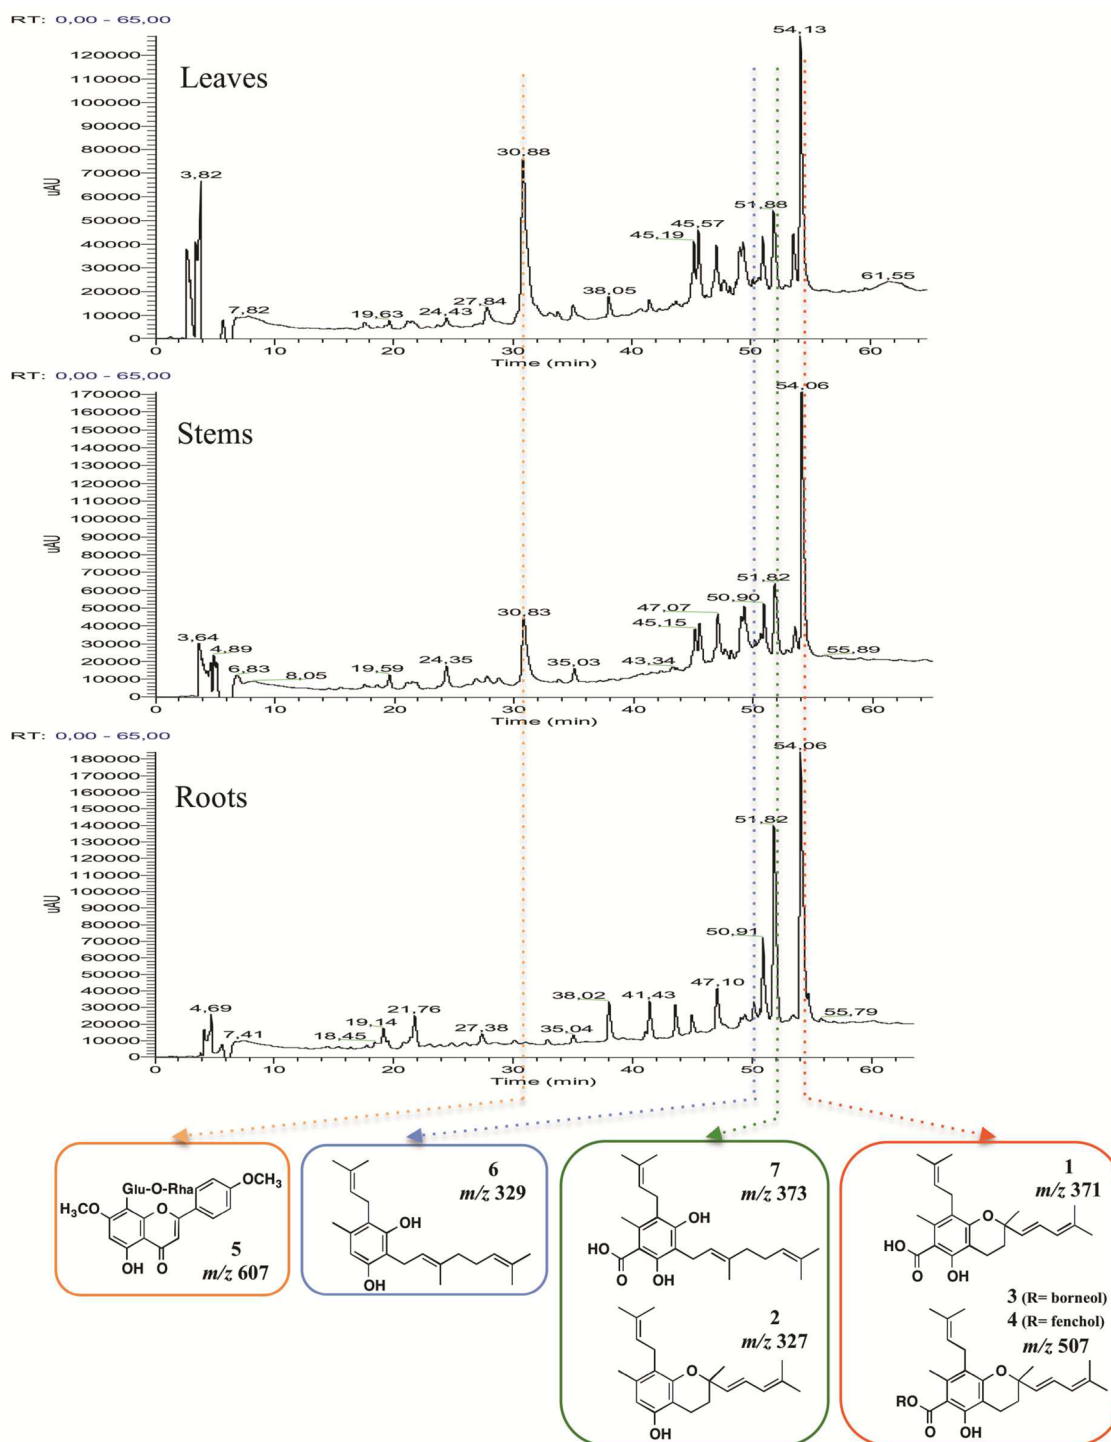 RT: 0,00 - 65,00
Leaves
uAU
120000
110000
100000
90000
80000
70000
60000
50000
40000
30000
20000
10000
0
3,82
7,82
19,63
24,43
27,84
30,88
38,05
45,19
45,57
51,88
54,13
61,55
0 10 20 30 40 50 60
Time (min)
RT: 0,00 - 65,00
Stems
uAU
170000
160000
150000
140000
130000
120000
110000
100000
90000
80000
70000
60000
50000
40000
30000
20000
10000
0
3,64
4,89
6,83
8,05
19,59
24,35
30,83
35,03
43,34
45,15
47,07
50,90
51,82
54,06
55,89
0 10 20 30 40 50 60
Time (min)
RT: 0,00 - 65,00
Roots
uAU
180000
170000
160000
150000
140000
130000
120000
110000
100000
90000
80000
70000
60000
50000
40000
30000
20000
10000
0
4,69
7,41
18,45
19,14
21,76
27,38
35,04
38,02
41,43
47,10
50,91
51,82
54,06
55,79
0 10 20 30 40 50 60
Time (min)
Glu-O-Rha
OCH3
H3CO
O
OH O
5
m/z 607
6
m/z 329
OH
OH
7
m/z 373
OH
HO
O OH
2
m/z 327
O
OH
1
m/z 371
O
HO
O OH
3 (R= borneol)
4 (R= fenchol)
m/z 507
O
RO
O OH